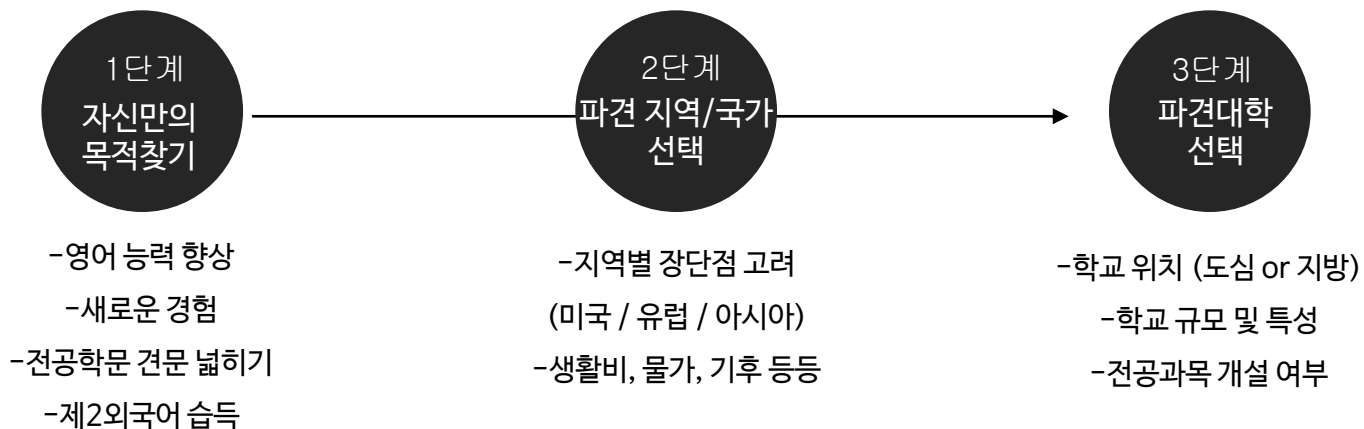 1단계
자신만의
목적찾기
-영어 능력 향상
-새로운 경험
-전공학문 견문 넓히기
-제2외국어 습득
2단계
파견 지역/국가
선택
-지역별 장단점 고려
(미국 / 유럽 / 아시아)
-생활비, 물가, 기후 등등
3단계
파견대학
선택
-학교 위치 (도심 or 지방)
-학교 규모 및 특성
-전공과목 개설 여부